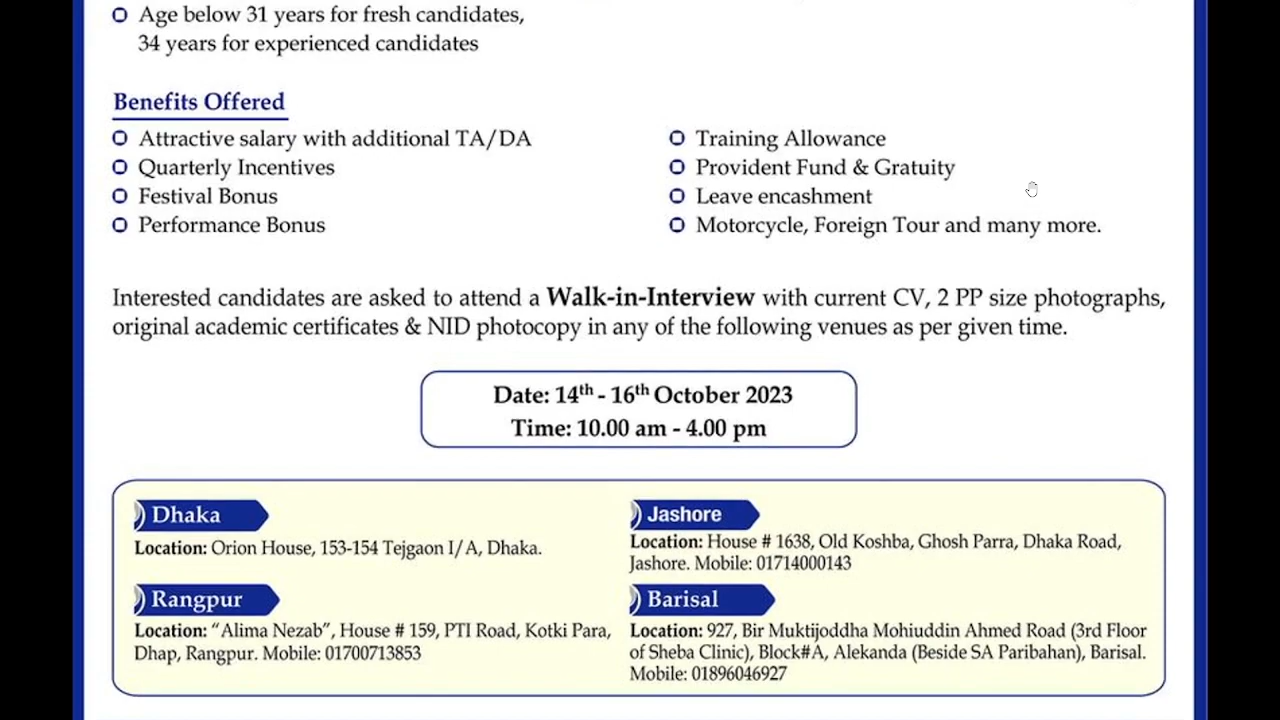 Age below 31 years for fresh candidates,
34 years for experienced candidates
Benefits Offered
Attractive salary with additional TA/DA
Quarterly Incentives
Festival Bonus
Performance Bonus
Training Allowance
Provident Fund & Gratuity
Leave encashment
Motorcycle, Foreign Tour and many more.
Interested candidates are asked to attend a Walk-in-Interview with current CV, 2 PP size photographs,
original academic certificates & NID photocopy in any of the following venues as per given time.
Date: 14th - 16th October 2023
Time: 10.00 am - 4.00 pm
Dhaka
Location: Orion House, 153-154 Tejgaon I/A, Dhaka.
Jashore
Location: House # 1638, Old Koshba, Ghosh Parra, Dhaka Road,
Jashore. Mobile: 01714000143
Rangpur
Location: “Alima Nezab”, House # 159, PTI Road, Kotki Para,
Dhap, Rangpur. Mobile: 01700713853
Barisal
Location: 927, Bir Muktijoddha Mohiuddin Ahmed Road (3rd Floor
of Sheba Clinic), Block#A, Alekanda (Beside SA Paribahan), Barisal.
Mobile: 01896046927